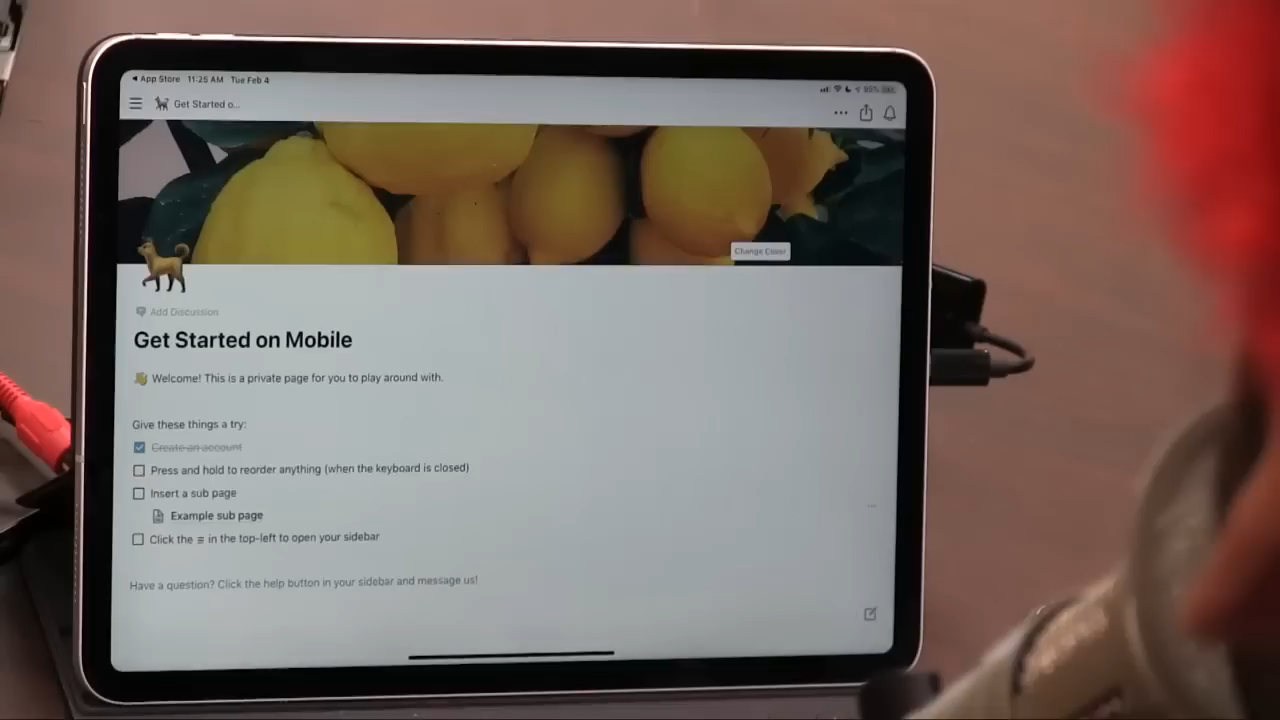 App Store 11:25 AM Tue Feb 4
95%
Get Started o...
Change Cover
Add Discussion
Get Started on Mobile
Welcome! This is a private page for you to play around with.
Give these things a try:
Create an account
Press and hold to reorder anything (when the keyboard is closed)
Insert a sub page
Example sub page
Click the ≡ in the top-left to open your sidebar
Have a question? Click the help button in your sidebar and message us!